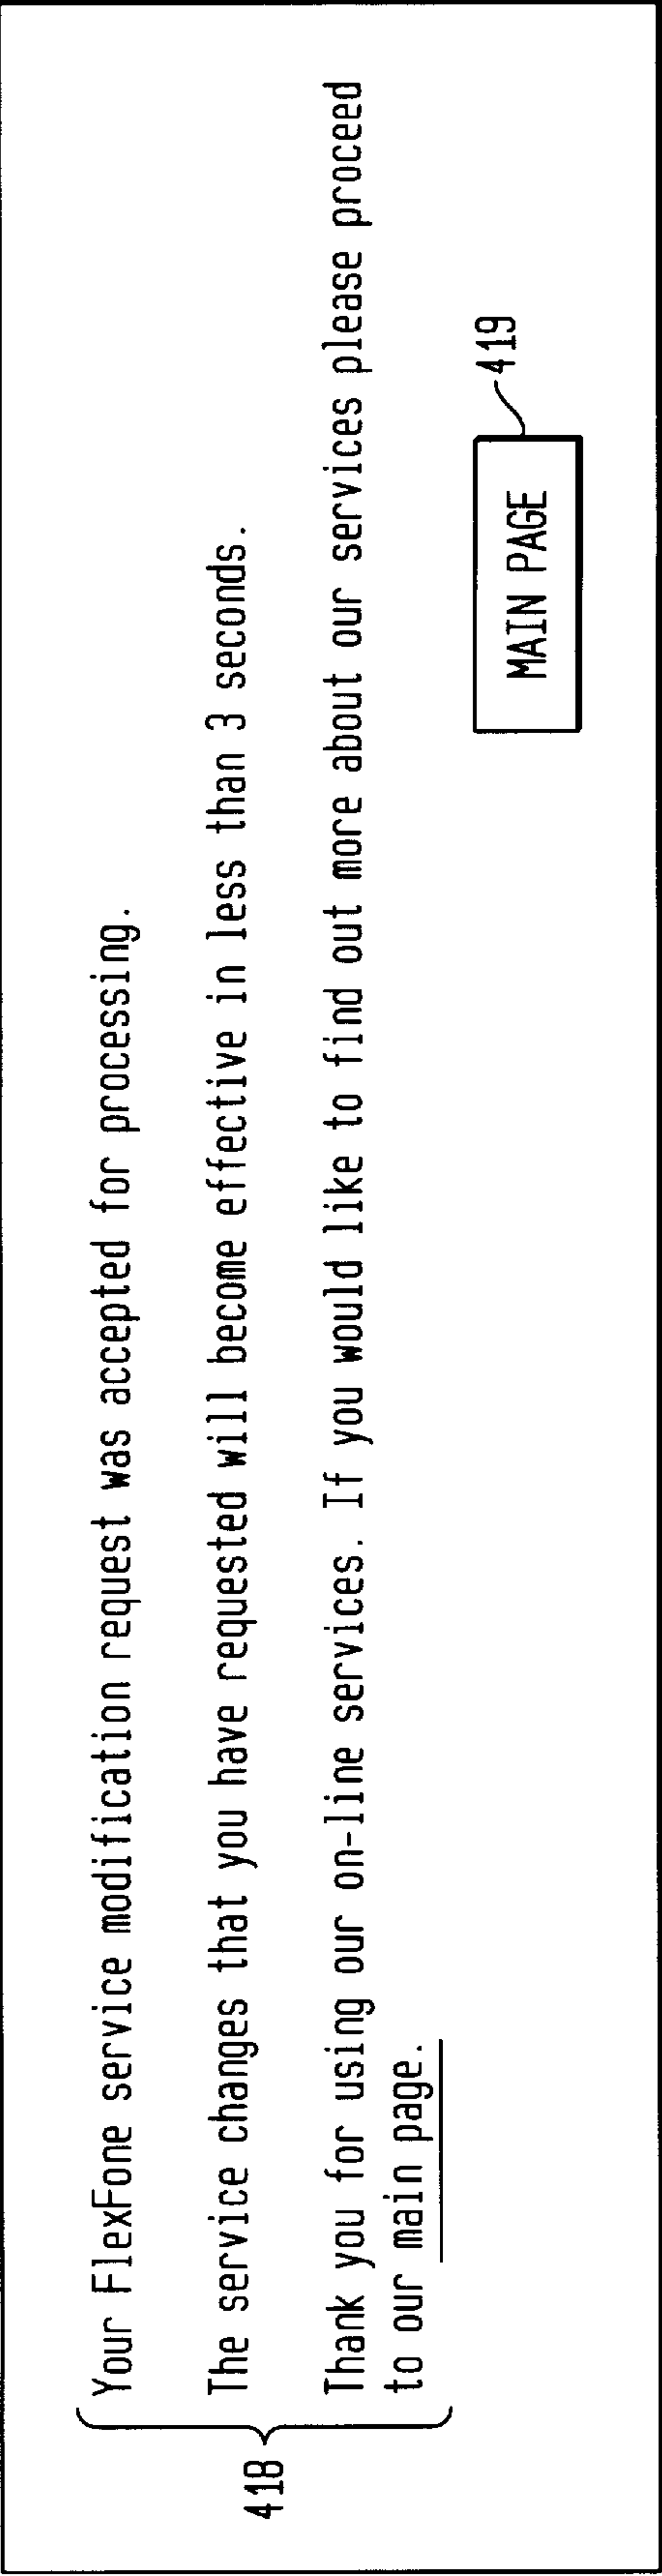 Your FlexFone service modification request was accepted for processing.
The service changes that you have requested will become effective in less than 3 seconds.
Thank you for using our on-line services. If you would like to find out more about our services please proceed
to our main page.
418
MAIN PAGE
419